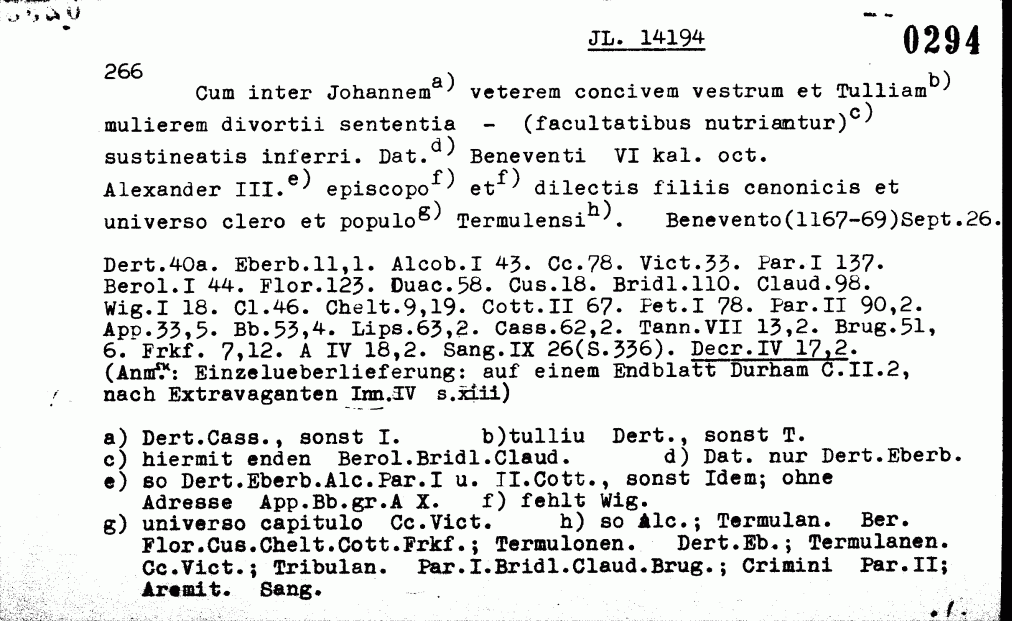 JL. 14194 0294
266
Cum inter Johannem a) veterem concivem vestrum et Tulliam b)
mulierem divortii sententia - (facultatibus nutriantur) c)
sustineatis inferri. Dat. d) Beneventi VI kal. oct.
Alexander III. e) episcopo f) et f) dilectis filiis canonicis et
universo clero et populo g) Termulensi h). Benevento(1167-69)Sept.26.
Dert.40a. Eberb.11,1. Alcob.I 43. Cc.78. Vict.33. Par.I 137.
Berol.I 44. Flor.123. Duac.58. Cus.18. Bridl.110. Claud.98.
Wig.I 18. Cl.46. Chelt.9,19. Cott.II 67. Pet.I 78. Par.II 90,2.
App.33,5. Bb.53,4. Lips.63,2. Cass.62,2. Tann.VII 13,2. Brug.51,
6. Frkf. 7,12. A IV 18,2. Sang.IX 26(S.336). Decr.IV 17,2.
(Anm.: Einzelueberlieferung: auf einem Endblatt Durham C.II.2,
nach Extravaganten Inn.IV s.xiii)
a) Dert.Cass., sonst I. b)tulliu Dert., sonst T.
c) hiermit enden Berol.Bridl.Claud. d) Dat. nur Dert.Eberb.
e) so Dert.Eberb.Alc.Par.I u. II.Cott., sonst Idem; ohne
Adresse App.Bb.gr.A X. f) fehlt Wig.
g) universo capitulo Cc.Vict. h) so Alc.; Termulan. Ber.
Flor.Cus.Chelt.Cott.Frkf.; Termulonen. Dert.Eb.; Termulanen.
Cc.Vict.; Tribulan. Par.I.Bridl.Claud.Brug.; Crimini Par.II;
Aremit. Sang.
./.